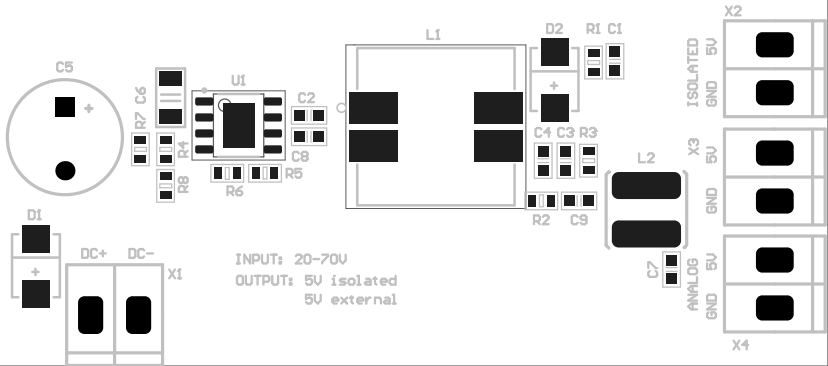 X2
L1
D2
R1 C1
ISOLATED
5V
GND
C5
U1
C6
C2
+
+
R7
R4
C4 C3 R3
X3
5V
GND
C8
L2
R5
R8
R6
R2
C9
D1
DC+ DC-
X1
+
INPUT: 20-70V
OUTPUT: 5V isolated
5V external
C7
ANALOG
5V
GND
X4